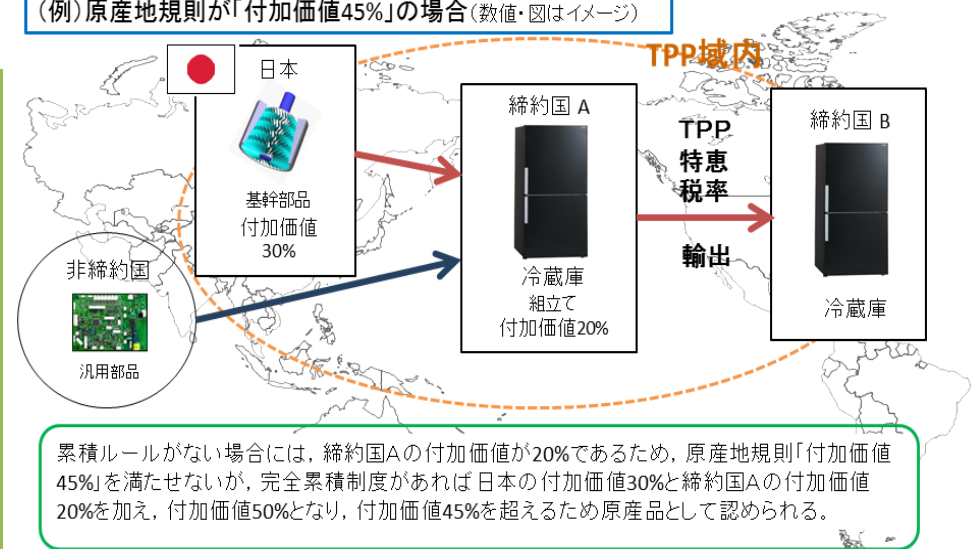 (例)原産地規則が「付加価値45%」の場合(数値・図はイメージ)
TPP域内
日本
基幹部品
付加価値
30%
非締約国
汎用部品
締約国 A
冷蔵庫
組立て
付加価値20%
TPP
特恵
税率
輸出
締約国 B
冷蔵庫
累積ルールがない場合には，締約国Aの付加価値が20%であるため，原産地規則「付加価値
45%」を満たせないが，完全累積制度があれば日本の付加価値30%と締約国Aの付加価値
20%を加え，付加価値50%となり，付加価値45%を超えるため原産品として認められる。